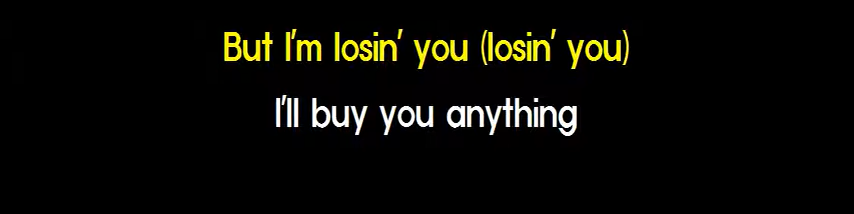 But I'm losin' you (losin' you)
I'll buy you anything